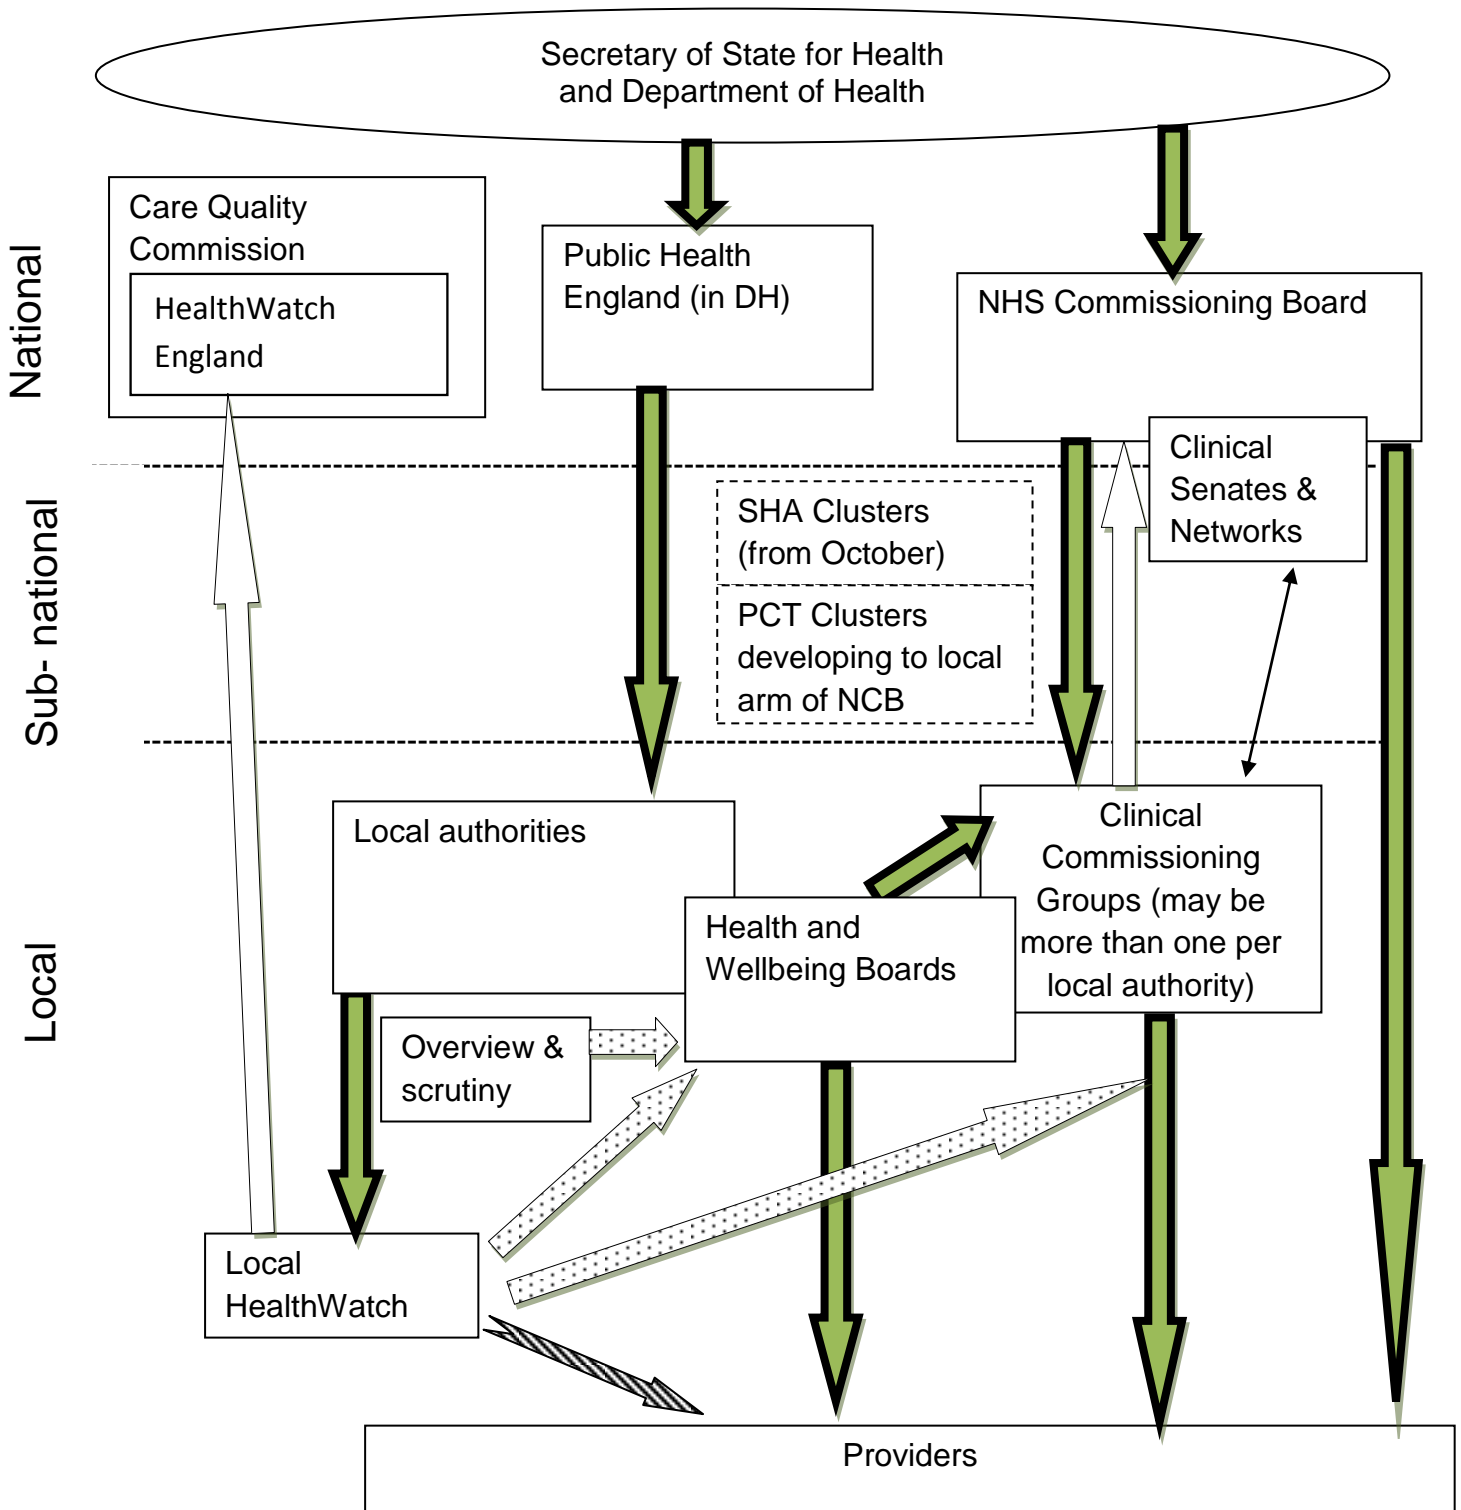 Secretary of State for Health
and Department of Health
National
Care Quality
Commission
HealthWatch
England
Public Health
England (in DH)
NHS Commissioning Board
Clinical
Senates &
Networks
Sub- national
SHA Clusters
(from October)
PCT Clusters
developing to local
arm of NCB
Local
Local authorities
Clinical
Commissioning
Groups (may be
more than one per
local authority)
Health and
Wellbeing Boards
Overview &
scrutiny
Local
HealthWatch
Providers